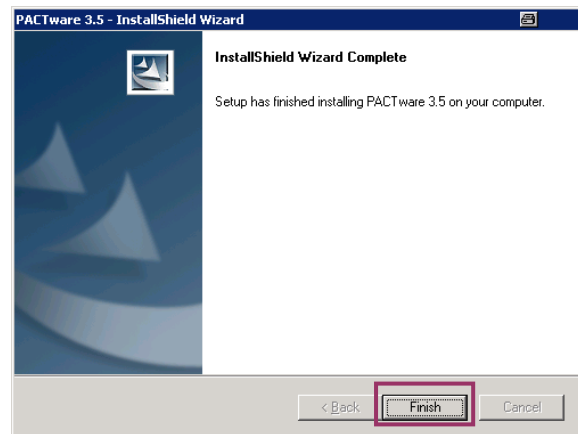 PACTware 3.5 - InstallShield Wizard
InstallShield Wizard Complete
Setup has finished installing PACTware 3.5 on your computer.
< Back
Finish
Cancel